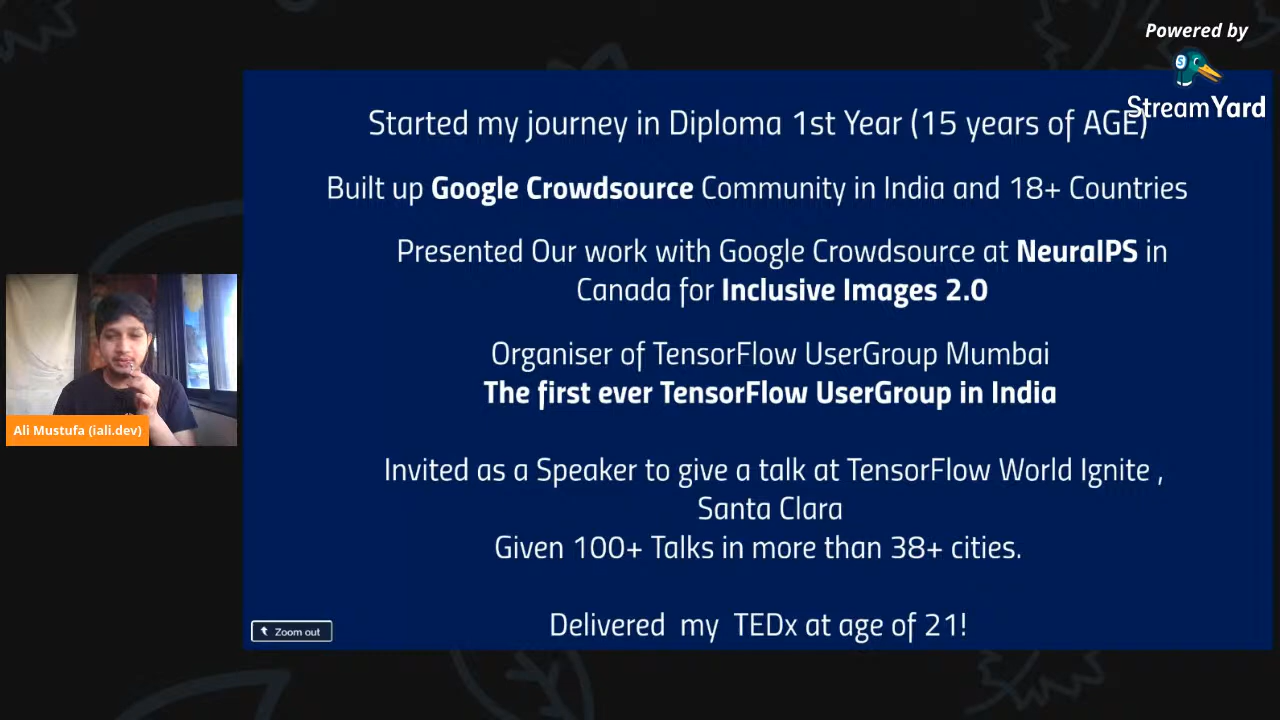 Powered by
StreamYard
Started my journey in Diploma 1st Year (15 years of AGE)
Built up Google Crowdsource Community in India and 18+ Countries
Presented Our work with Google Crowdsource at NeuralPS in
Canada for Inclusive Images 2.0
Organiser of TensorFlow UserGroup Mumbai
The first ever TensorFlow UserGroup in India
Invited as a Speaker to give a talk at TensorFlow World Ignite ,
Santa Clara
Given 100+ Talks in more than 38+ cities.
Delivered my TEDx at age of 21!
Zoom out
Ali Mustufa (iali.dev)